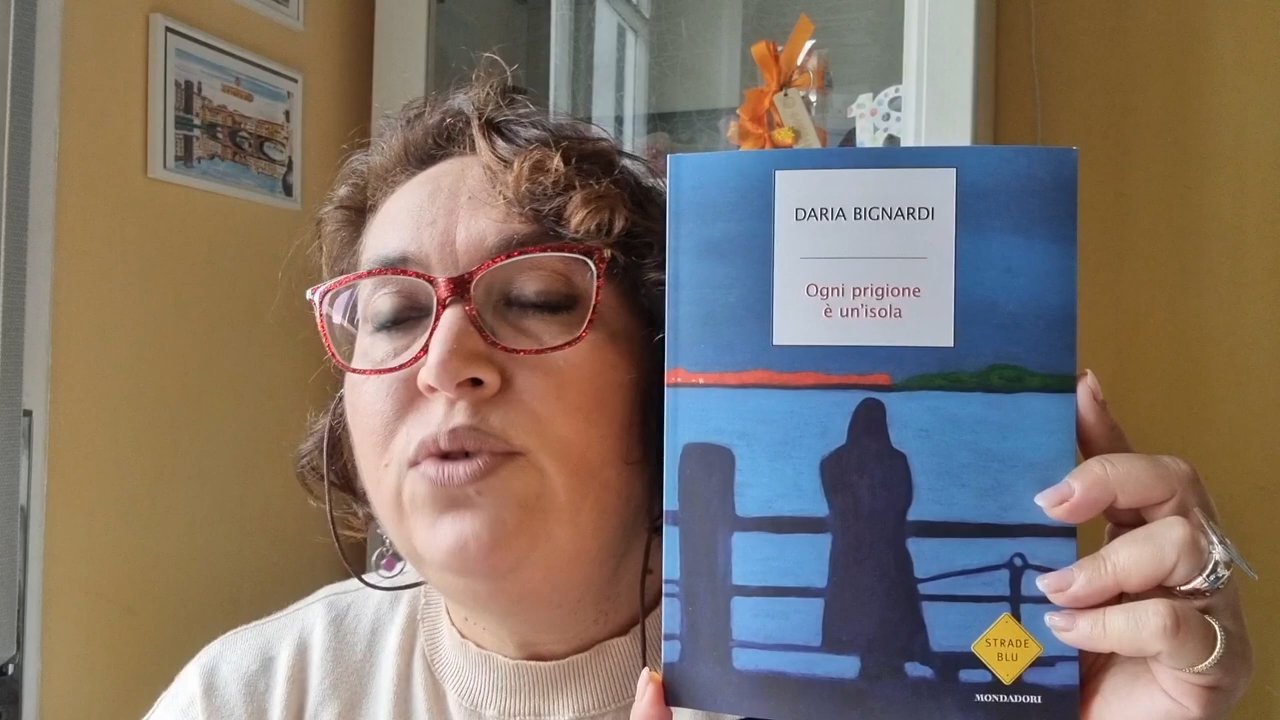 DARIA BIGNARDI
Ogni prigione
è un'isola
STRADE
BLU
MONDADORI